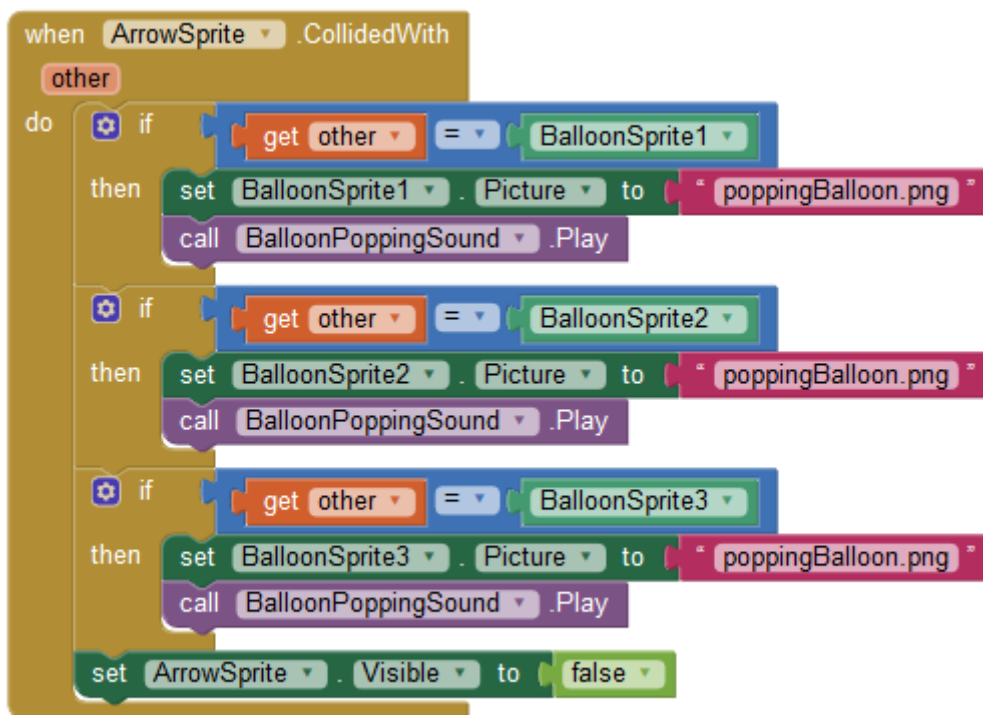 when ArrowSprite .CollidedWith
other
do if get other = BalloonSprite1
then set BalloonSprite1 . Picture to “ poppingBalloon.png ”
call BalloonPoppingSound .Play
if get other = BalloonSprite2
then set BalloonSprite2 . Picture to “ poppingBalloon.png ”
call BalloonPoppingSound .Play
if get other = BalloonSprite3
then set BalloonSprite3 . Picture to “ poppingBalloon.png ”
call BalloonPoppingSound .Play
set ArrowSprite . Visible to false